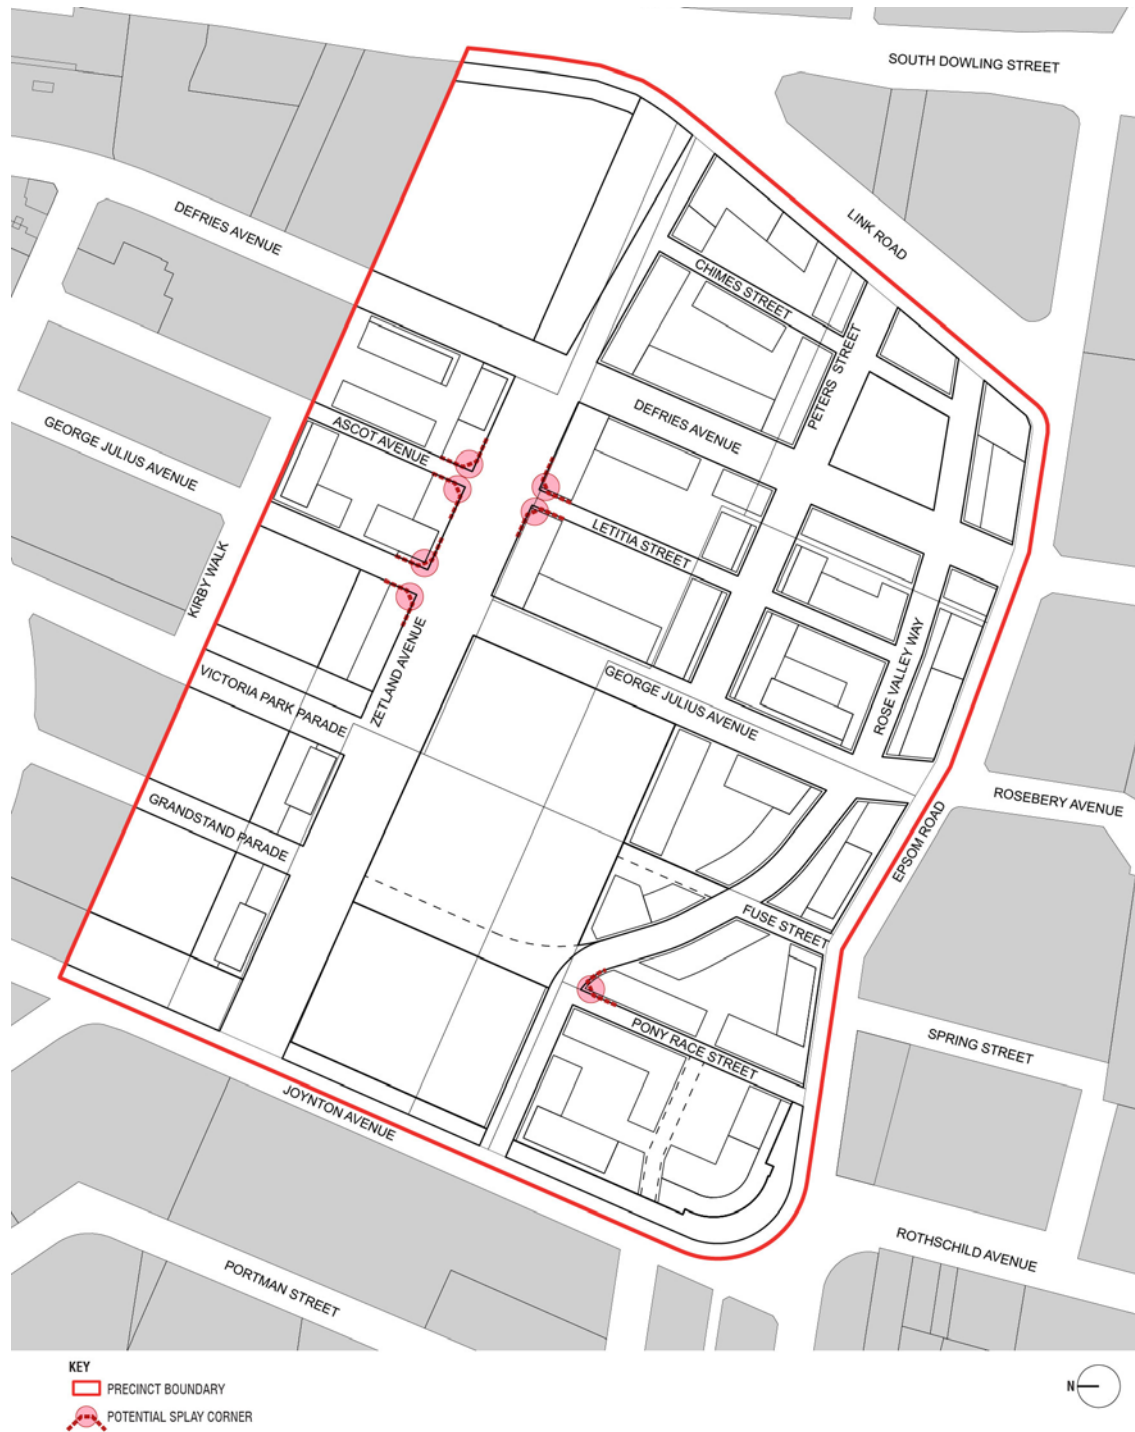 SOUTH DOWLING STREET
DEFRIES AVENUE
LINK ROAD
CHIMES STREET
PETERS STREET
DEFRIES AVENUE
GEORGE JULIUS AVENUE
ASCOT AVENUE
LETITIA STREET
KIRBY WALK
ZETLAND AVENUE
ROSE VALLEY WAY
VICTORIA PARK PARADE
GEORGE JULIUS AVENUE
GRANDSTAND PARADE
ROSEBERY AVENUE
EPSOM ROAD
FUSE STREET
PONY RACE STREET
SPRING STREET
JOYNTON AVENUE
ROTHSCHILD AVENUE
PORTMAN STREET
KEY
PRECINCT BOUNDARY
POTENTIAL SPLAY CORNER
N